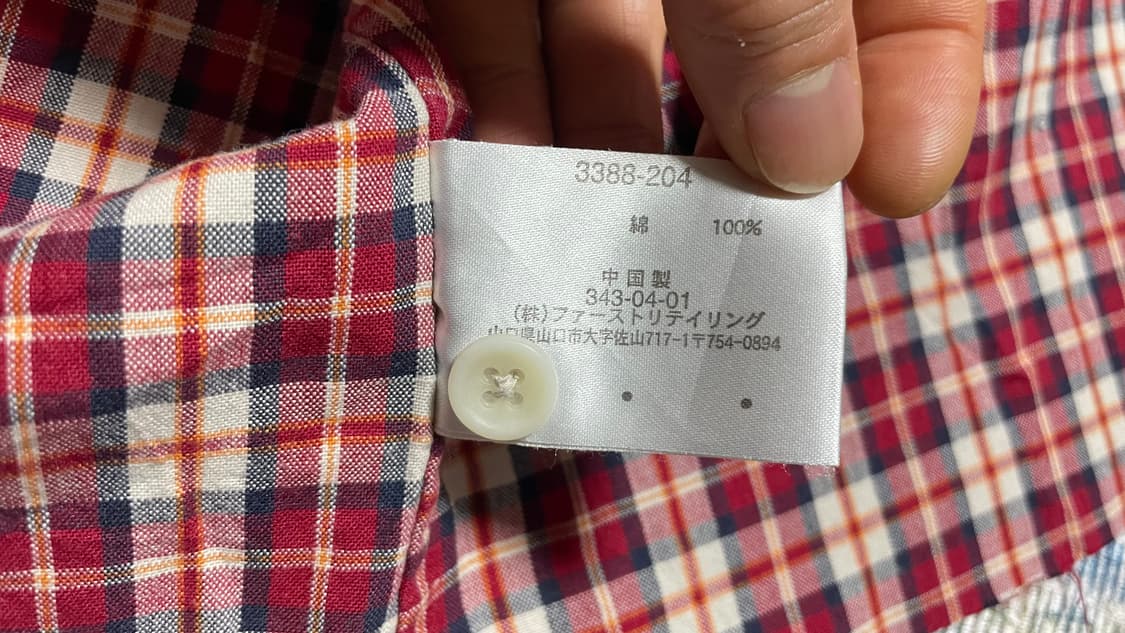 3388-204
綿 100%
中国製
343-04-01
(株)ファーストリテイリング
山口県山口市大字佐山717-1〒754-0894